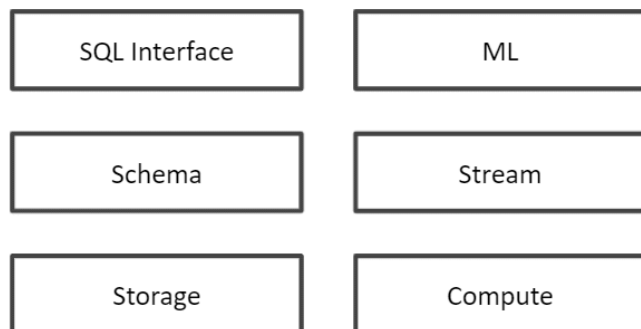 SQL Interface
ML
Schema
Stream
Storage
Compute